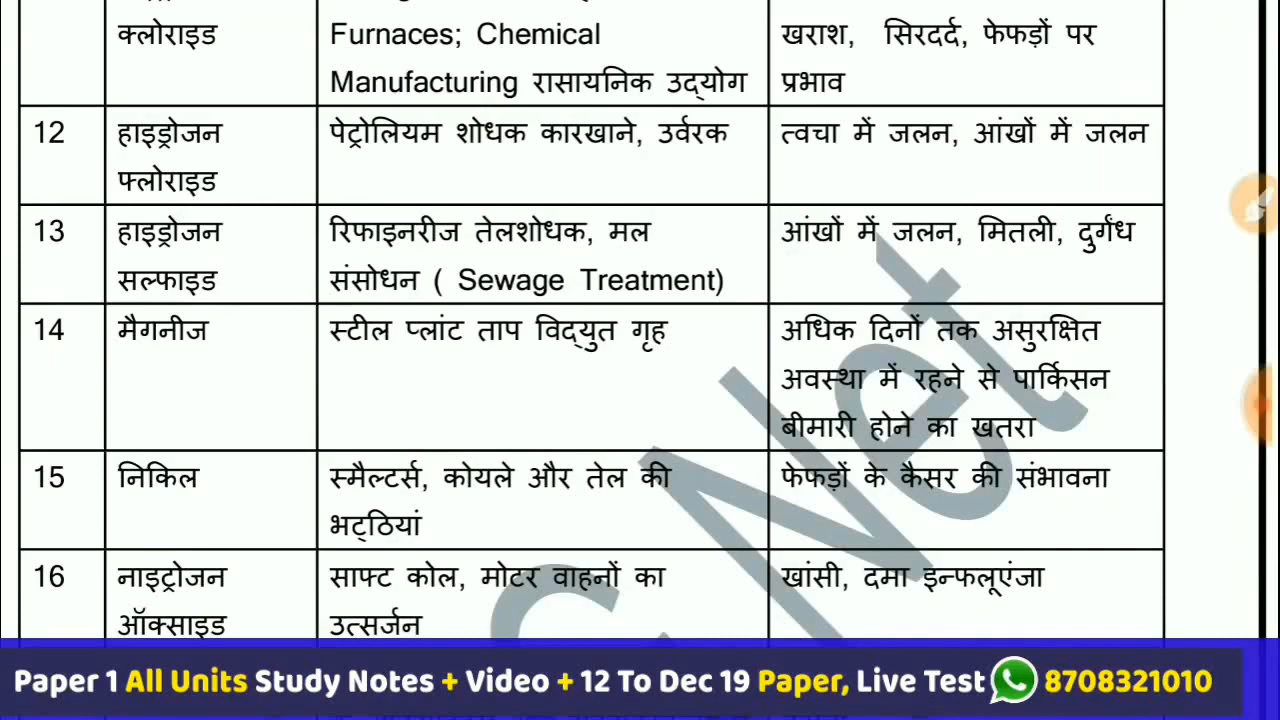 क्लोराइड
Furnaces; Chemical
Manufacturing रासायनिक उद्योग
खराश, सिरदर्द, फेफड़ों पर
प्रभाव
12
हाइड्रोजन
फ्लोराइड
पेट्रोलियम शोधक कारखाने, उर्वरक
त्वचा में जलन, आंखों में जलन
13
हाइड्रोजन
सल्फाइड
रिफाइनरीज तेलशोधक, मल
संसोधन ( Sewage Treatment)
आंखों में जलन, मितली, दुर्गंध
14
मैगनीज
स्टील प्लांट ताप विद्युत गृह
अधिक दिनों तक असुरक्षित
अवस्था में रहने से पार्किसन
बीमारी होने का खतरा
15
निकिल
स्मैल्टर्स, कोयले और तेल की
भट्ठियां
फेफड़ों के कैसर की संभावना
16
नाइट्रोजन
ऑक्साइड
साफ्ट कोल, मोटर वाहनों का
उत्सर्जन
खांसी, दमा इन्फलूएंजा
C Net
Paper 1 All Units Study Notes + Video + 12 To Dec 19 Paper, Live Test 8708321010